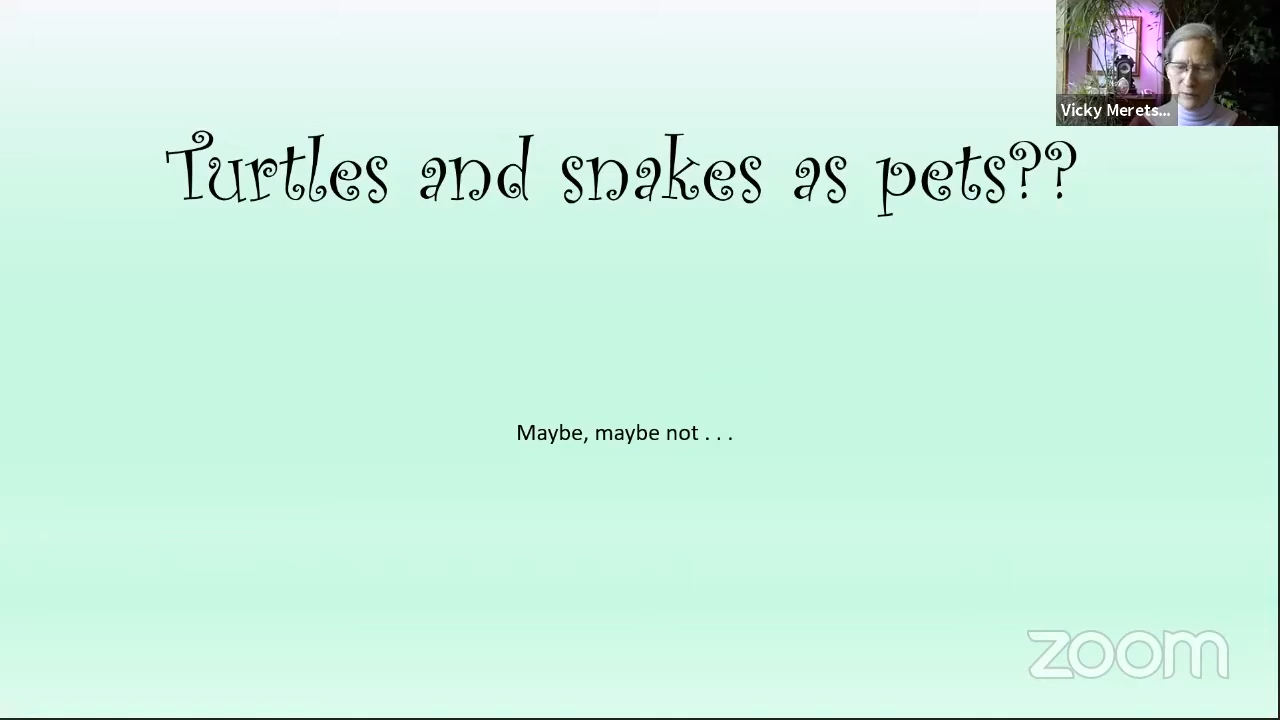 Vicky Merets...
Turtles and snakes as pets??
Maybe, maybe not . . .
zoom